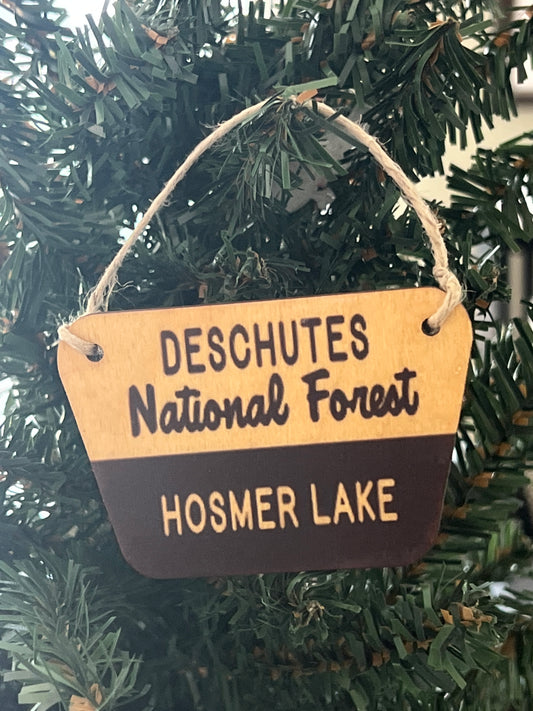 DESCHUTES
National Forest
HOSMER LAKE